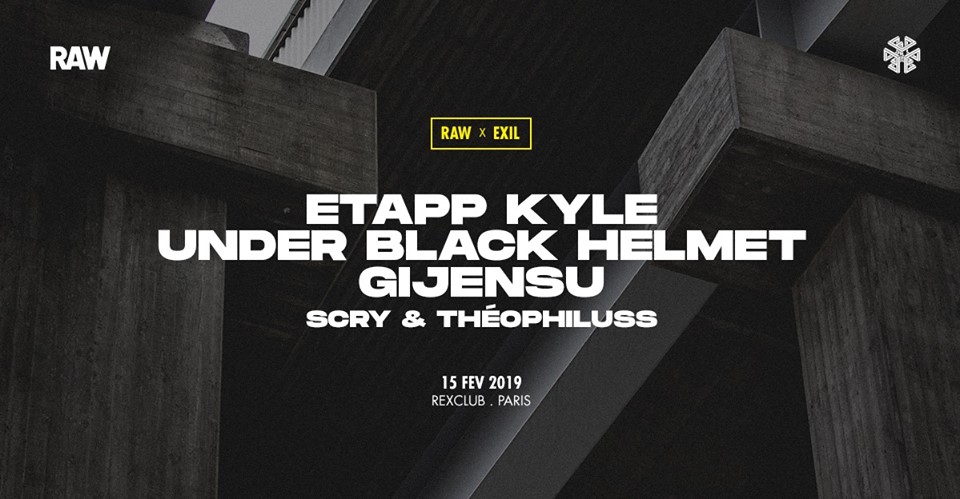 RAW
RAW X EXIL
ETAPP KYLE
UNDER BLACK HELMET
GIJENSU
SCRY & THÉOPHILUSS
15 FEV 2019
REXCLUB . PARIS